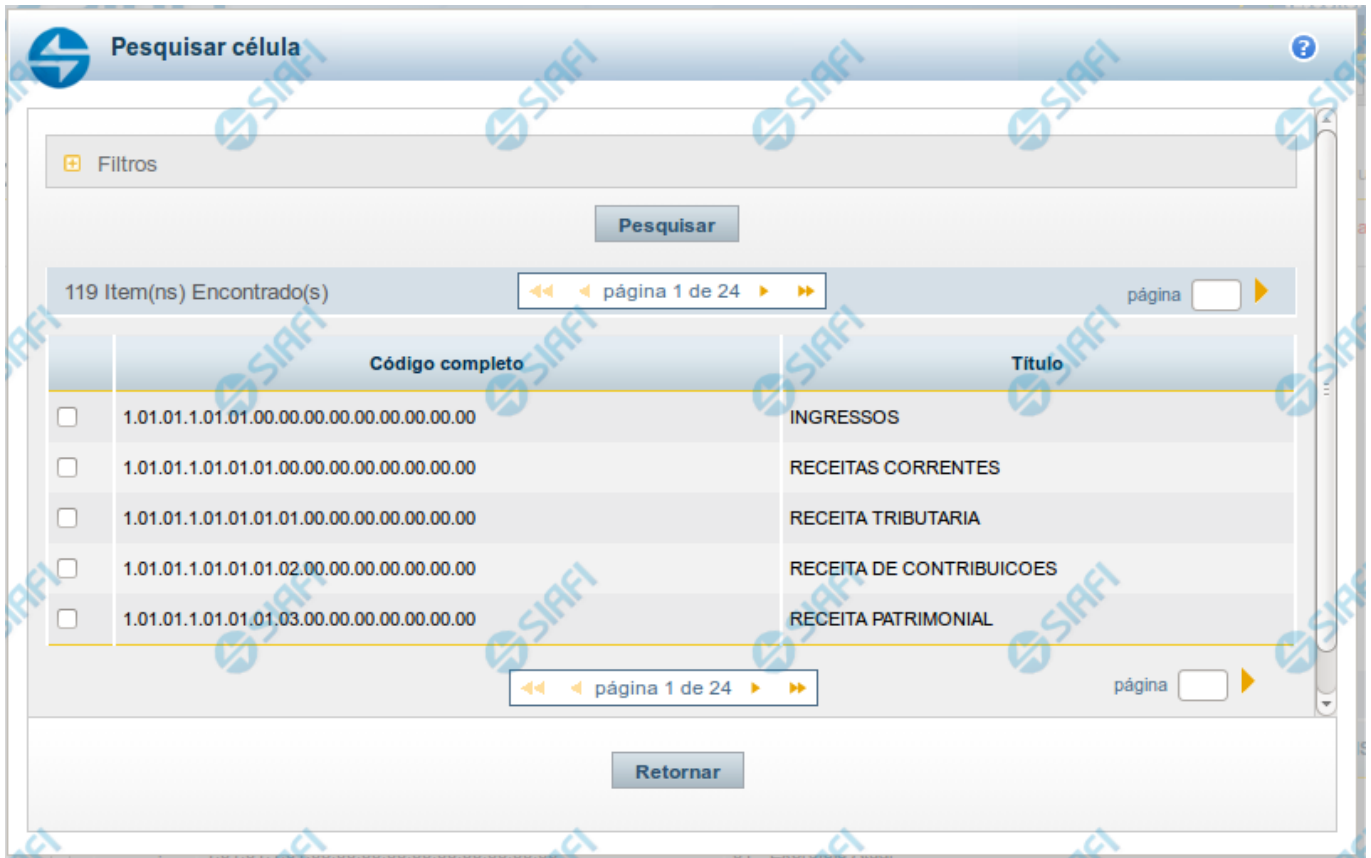 Pesquisar célula
Filtros
Pesquisar
119 Item(ns) Encontrado(s) página 1 de 24 página
Código completo Título
1.01.01.1.01.01.00.00.00.00.00.00.00.00.00 INGRESSOS
1.01.01.1.01.01.01.00.00.00.00.00.00.00.00 RECEITAS CORRENTES
1.01.01.1.01.01.01.01.00.00.00.00.00.00.00 RECEITA TRIBUTARIA
1.01.01.1.01.01.01.02.00.00.00.00.00.00.00 RECEITA DE CONTRIBUICOES
1.01.01.1.01.01.01.03.00.00.00.00.00.00.00 RECEITA PATRIMONIAL
página 1 de 24 página
Retornar
SIAFI